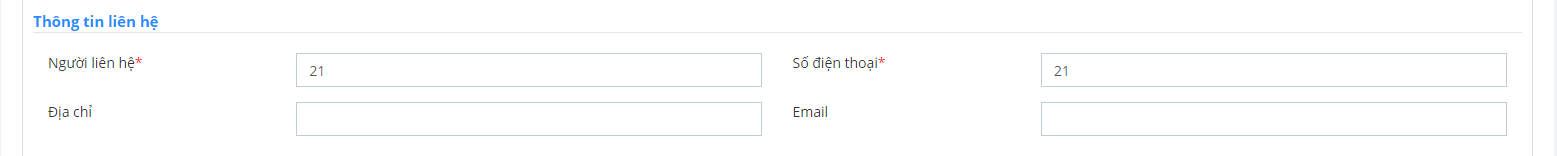 Thông tin liên hệ
Người liên hệ* 21 Số điện thoại* 21
Địa chỉ Email